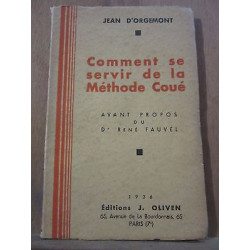 JEAN D'ORGEMONT
Comment se
servir de la
Méthode Coué
AVANT PROPOS
DU
Dr RENÉ FAUVEL
1936
Éditions J. OLIVEN
65, Avenue de La Bourdonnais, 65
PARIS (7e)